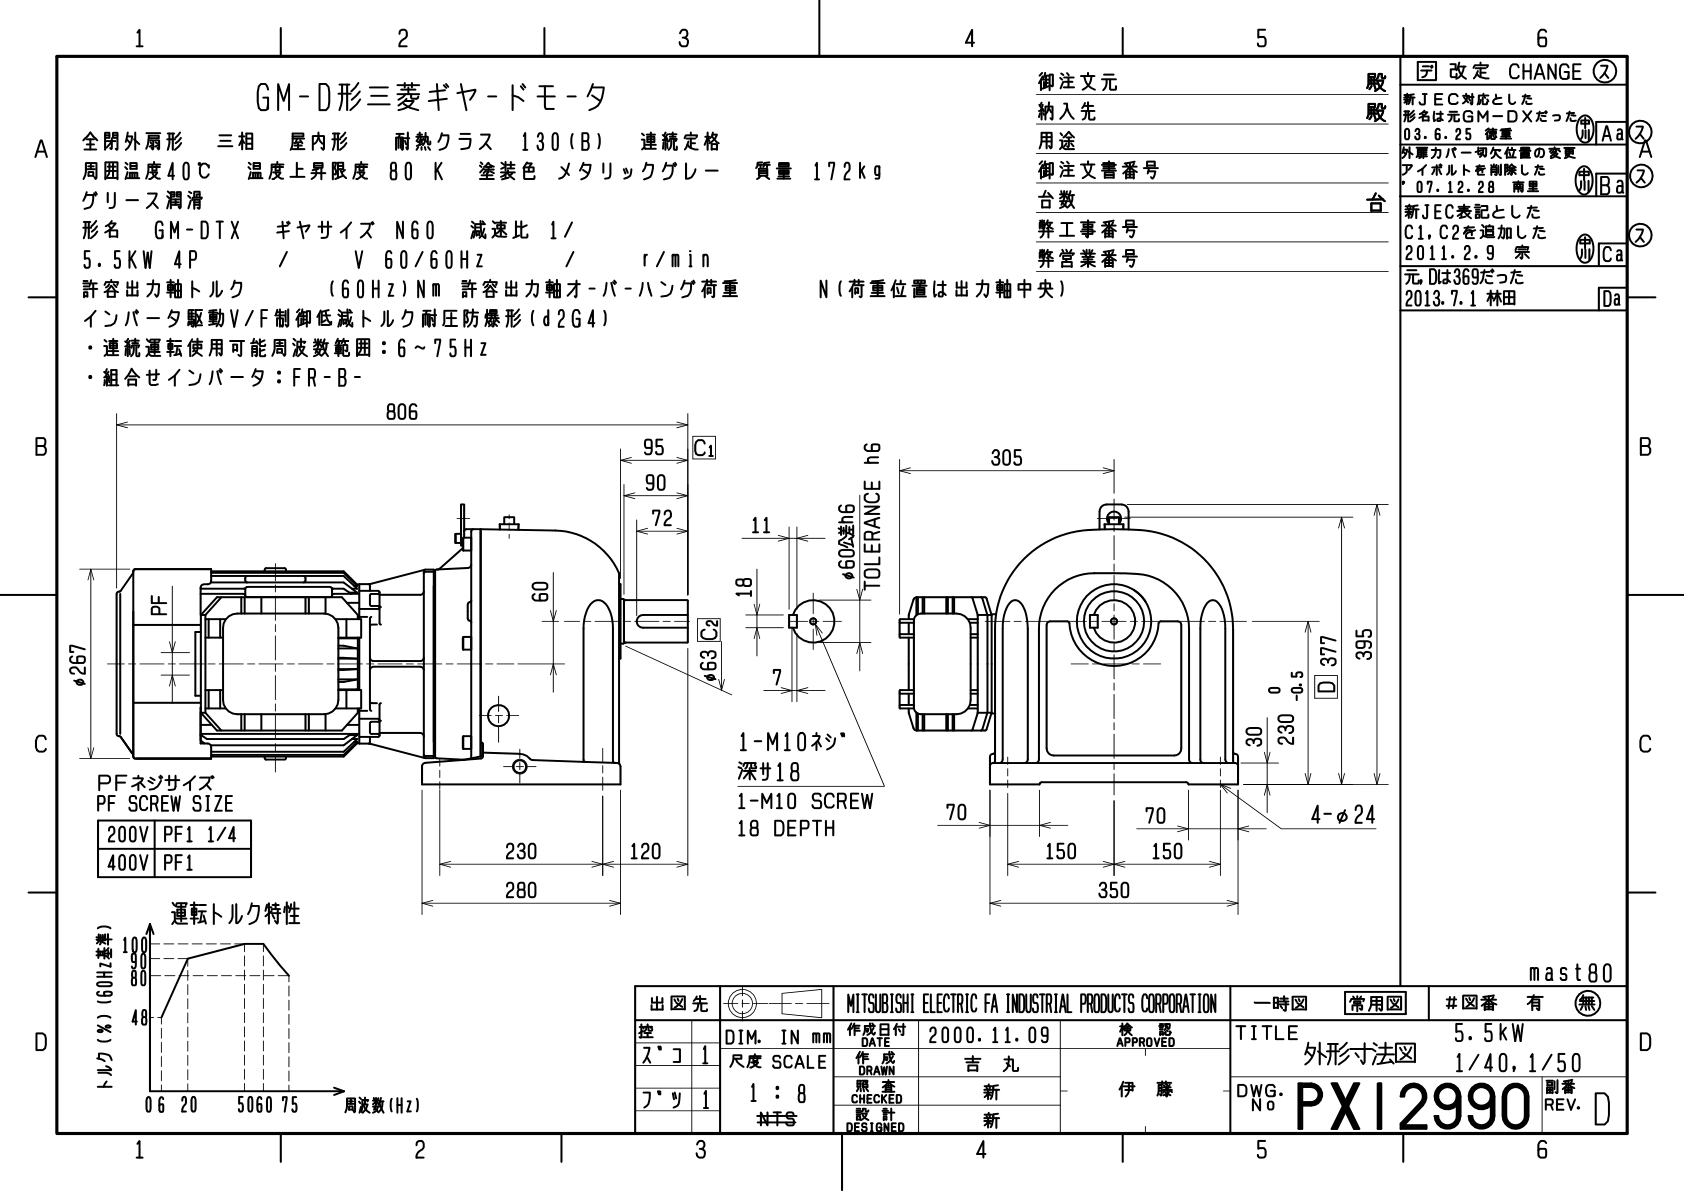 1 2 3 4 5 6
GM-D形三菱ギヤードモータ
全閉外扇形 三相 屋内形 耐熱クラス 130(B) 連続定格
周囲温度40℃ 温度上昇限度 80 K 塗装色 メタリックグレー 質量 172kg
グリース潤滑
形名 GM-DTX ギヤサイズ N60 減速比 1/
5.5KW 4P / V 60/60Hz / r/min
許容出力軸トルク (60Hz)Nm 許容出力軸オーバーハング荷重 N(荷重位置は出力軸中央)
インバータ駆動V/F制御低減トルク耐圧防爆形(d2G4)
・連続運転使用可能周波数範囲：6～75Hz
・組合せインバータ：FR-B-
御注文元 殿
納入先 殿
用途
御注文書番号
台数 台
弊工事番号
弊営業番号
デ 改定 CHANGE ス
新JEC対応とした
形名は元GM-DXだった
03.6.25 徳重 Aa ス
外扉カバー切欠位置の変更
アイボルトを削除した
'07.12.28 南里 Ba ス
新JEC表記とした
C1,C2を追加した
2011.2.9 宗 Ca ス
元,Dは369だった
2013.7.1 林田 Da
A
B
C
D
A
B
C
D
806
95 C1
90
72
60
C2
φ63
PF
φ267
230 120
280
11
18
7
φ60公差h6
TOLERANCE h6
1-M10ネジ
深サ18
1-M10 SCREW
18 DEPTH
305
0
-0.5
230
30
D 377
395
70 70
4-φ24
150 150
350
PFネジサイズ
PF SCREW SIZE
200V PF1 1/4
400V PF1
運転トルク特性
トルク(%)(60Hz基準)
100
90
80
48
0 6 20 50 60 75 周波数(Hz)
mast80
出図先
控
ズコ 1
ブツ 1
DIM. IN mm
尺度 SCALE
1 : 8
NTS
MITSUBISHI ELECTRIC FA INDUSTRIAL PRODUCTS CORPORATION
作成日付 DATE 2000.11.09
作成 DRAWN 吉丸
照査 CHECKED 新
設計 DESIGNED 新
検認 APPROVED
伊藤
一時図 常用図 #図番 有 無
TITLE 5.5kW
外形寸法図 1/40,1/50
DWG. No PX12990 副番 REV. D
1 2 3 4 5 6